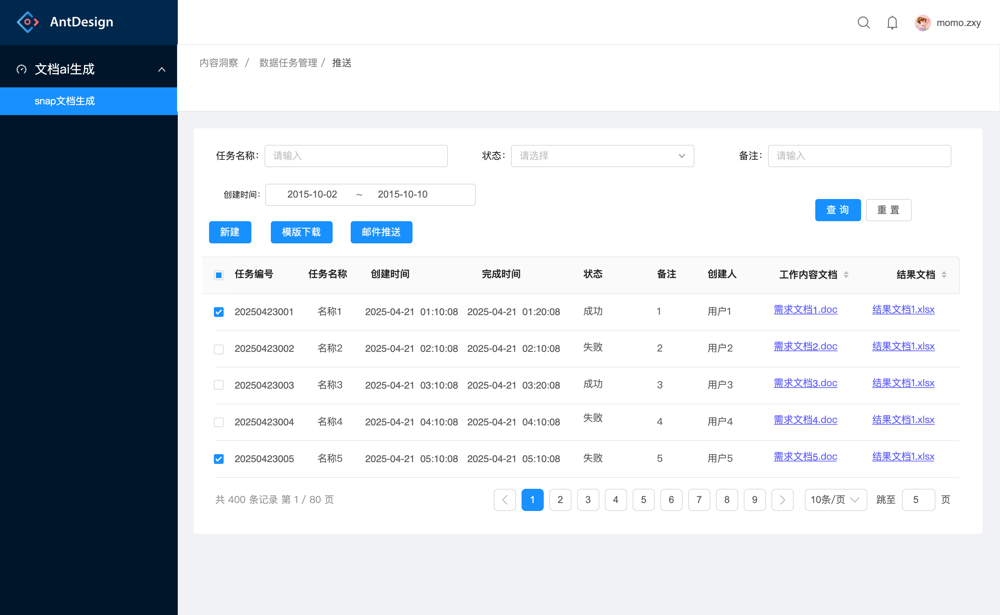 AntDesign
momo.zxy
文档ai生成
snap文档生成
内容洞察 / 数据任务管理 / 推送
任务名称： 请输入 状态： 请选择 备注： 请输入
创建时间： 2015-10-02 ~ 2015-10-10
查 询 重 置
新建 模版下载 邮件推送
任务编号 任务名称 创建时间 完成时间 状态 备注 创建人 工作内容文档 结果文档
20250423001 名称1 2025-04-21 01:10:08 2025-04-21 01:20:08 成功 1 用户1 需求文档1.doc 结果文档1.xlsx
20250423002 名称2 2025-04-21 02:10:08 2025-04-21 02:10:08 失败 2 用户2 需求文档2.doc 结果文档1.xlsx
20250423003 名称3 2025-04-21 03:10:08 2025-04-21 03:20:08 成功 3 用户3 需求文档3.doc 结果文档1.xlsx
20250423004 名称4 2025-04-21 04:10:08 2025-04-21 04:10:08 失败 4 用户4 需求文档4.doc 结果文档1.xlsx
20250423005 名称5 2025-04-21 05:10:08 2025-04-21 05:10:08 失败 5 用户5 需求文档5.doc 结果文档1.xlsx
共 400 条记录 第 1 / 80 页 1 2 3 4 5 6 7 8 9 10条/页 跳至 5 页